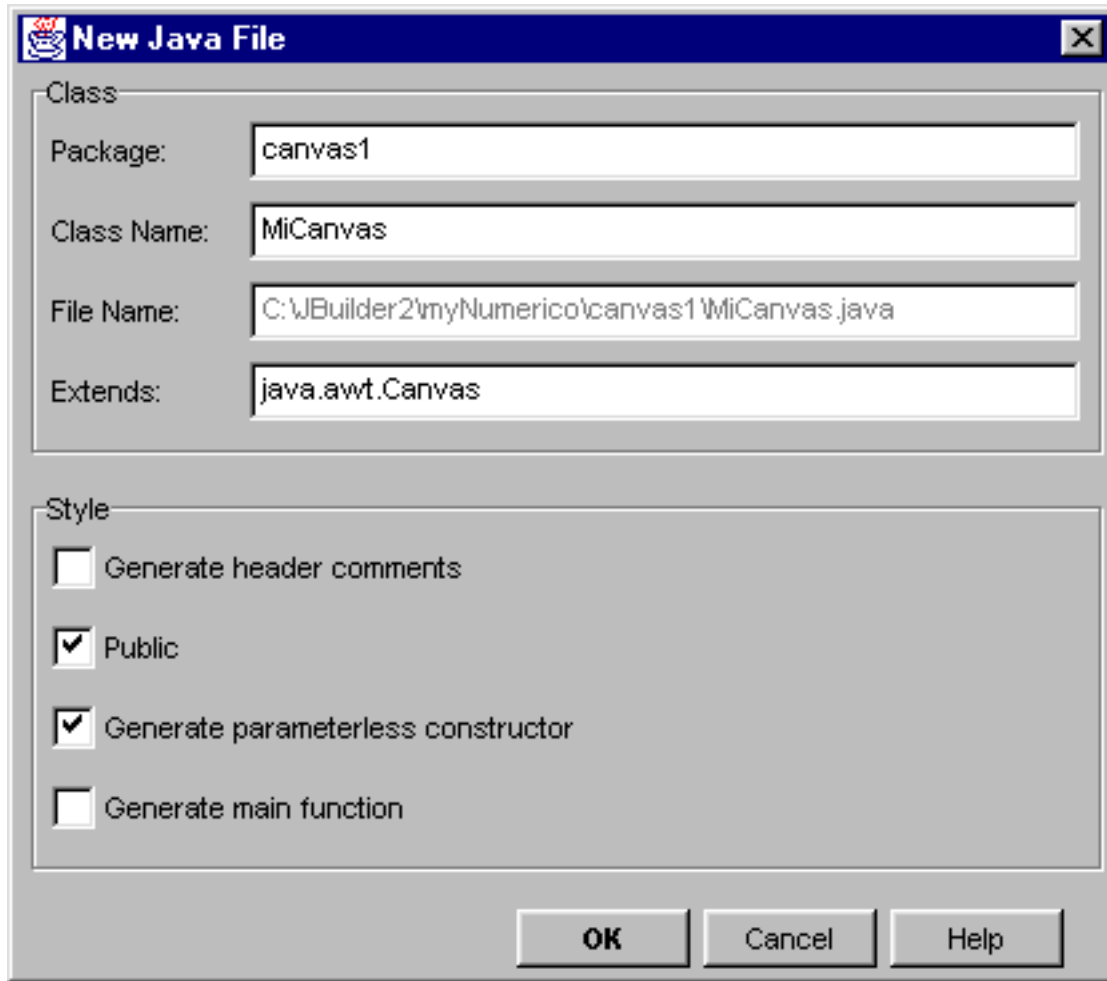 New Java File
Class
Package: canvas1
Class Name: MiCanvas
File Name: C:\JBuilder2\myNumerico\canvas1\MiCanvas.java
Extends: java.awt.Canvas
Style
Generate header comments
Public
Generate parameterless constructor
Generate main function
OK Cancel Help